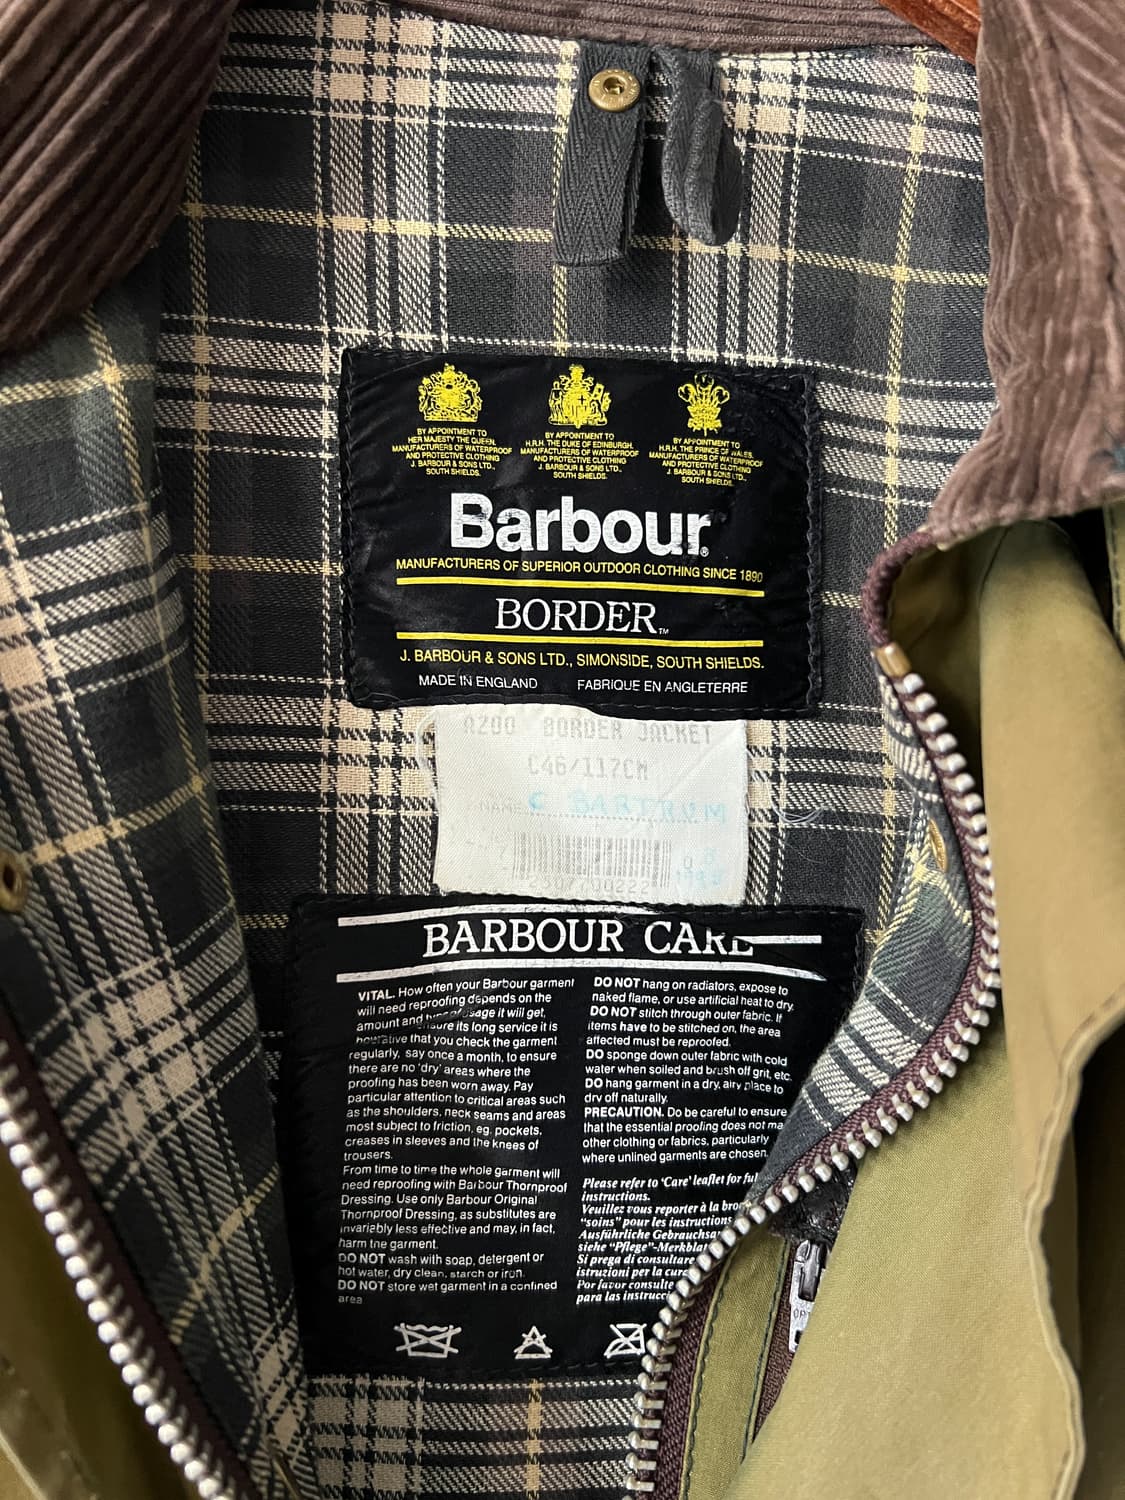 BY APPOINTMENT TO
HER MAJESTY THE QUEEN.
MANUFACTURERS OF WATERPROOF
AND PROTECTIVE CLOTHING
J. BARBOUR & SONS LTD.,
SOUTH SHIELDS.
BY APPOINTMENT TO
H.R.H. THE DUKE OF EDINBURGH.
MANUFACTURERS OF WATERPROOF
AND PROTECTIVE CLOTHING
J. BARBOUR & SONS LTD.,
SOUTH SHIELDS.
BY APPOINTMENT TO
H.R.H. THE PRINCE OF WALES.
MANUFACTURERS OF WATERPROOF
AND PROTECTIVE CLOTHING
J. BARBOUR & SONS LTD.,
SOUTH SHIELDS.
Barbour®
MANUFACTURERS OF SUPERIOR OUTDOOR CLOTHING SINCE 1890
BORDER™
J. BARBOUR & SONS LTD., SIMONSIDE, SOUTH SHIELDS.
MADE IN ENGLAND FABRIQUE EN ANGLETERRE
A200 BORDER JACKET
C46/117CM
NAME C BARTRUM
BARBOUR CARE
VITAL. How often your Barbour garment
will need reproofing depends on the
amount and usage it will get,
its long service it is
that you check the garment
regularly, say once a month, to ensure
there are no 'dry' areas where the
proofing has been worn away. Pay
particular attention to critical areas such
as the shoulders, neck seams and areas
most subject to friction, eg. pockets,
creases in sleeves and the knees of
trousers.
From time to time the whole garment will
need reproofing with Barbour Thornproof
Dressing. Use only Barbour Original
Thornproof Dressing, as substitutes are
invariably less effective and may, in fact,
harm the garment.
DO NOT wash with soap, detergent or
hot water, dry clean, starch or iron.
DO NOT store wet garment in a confined
area
DO NOT hang on radiators, expose to
naked flame, or use artificial heat to dry.
DO NOT stitch through outer fabric. If
items have to be stitched on, the area
affected must be reproofed.
DO sponge down outer fabric with cold
water when soiled and brush off grit, etc.
DO hang garment in a dry, airy place to
dry off naturally.
PRECAUTION. Do be careful to ensure
that the essential proofing does not ma
other clothing or fabrics, particularly
where unlined garments are chosen.
Please refer to 'Care' leaflet for ful
instructions.
Veuillez vous reporter à la bro
"soins" pour les instructions
Ausführliche Gebrauchsa
siehe "Pflege"-Merkbla
Si prega di consultare
istruzioni per la cura
Por favor consulte
para las instrucci